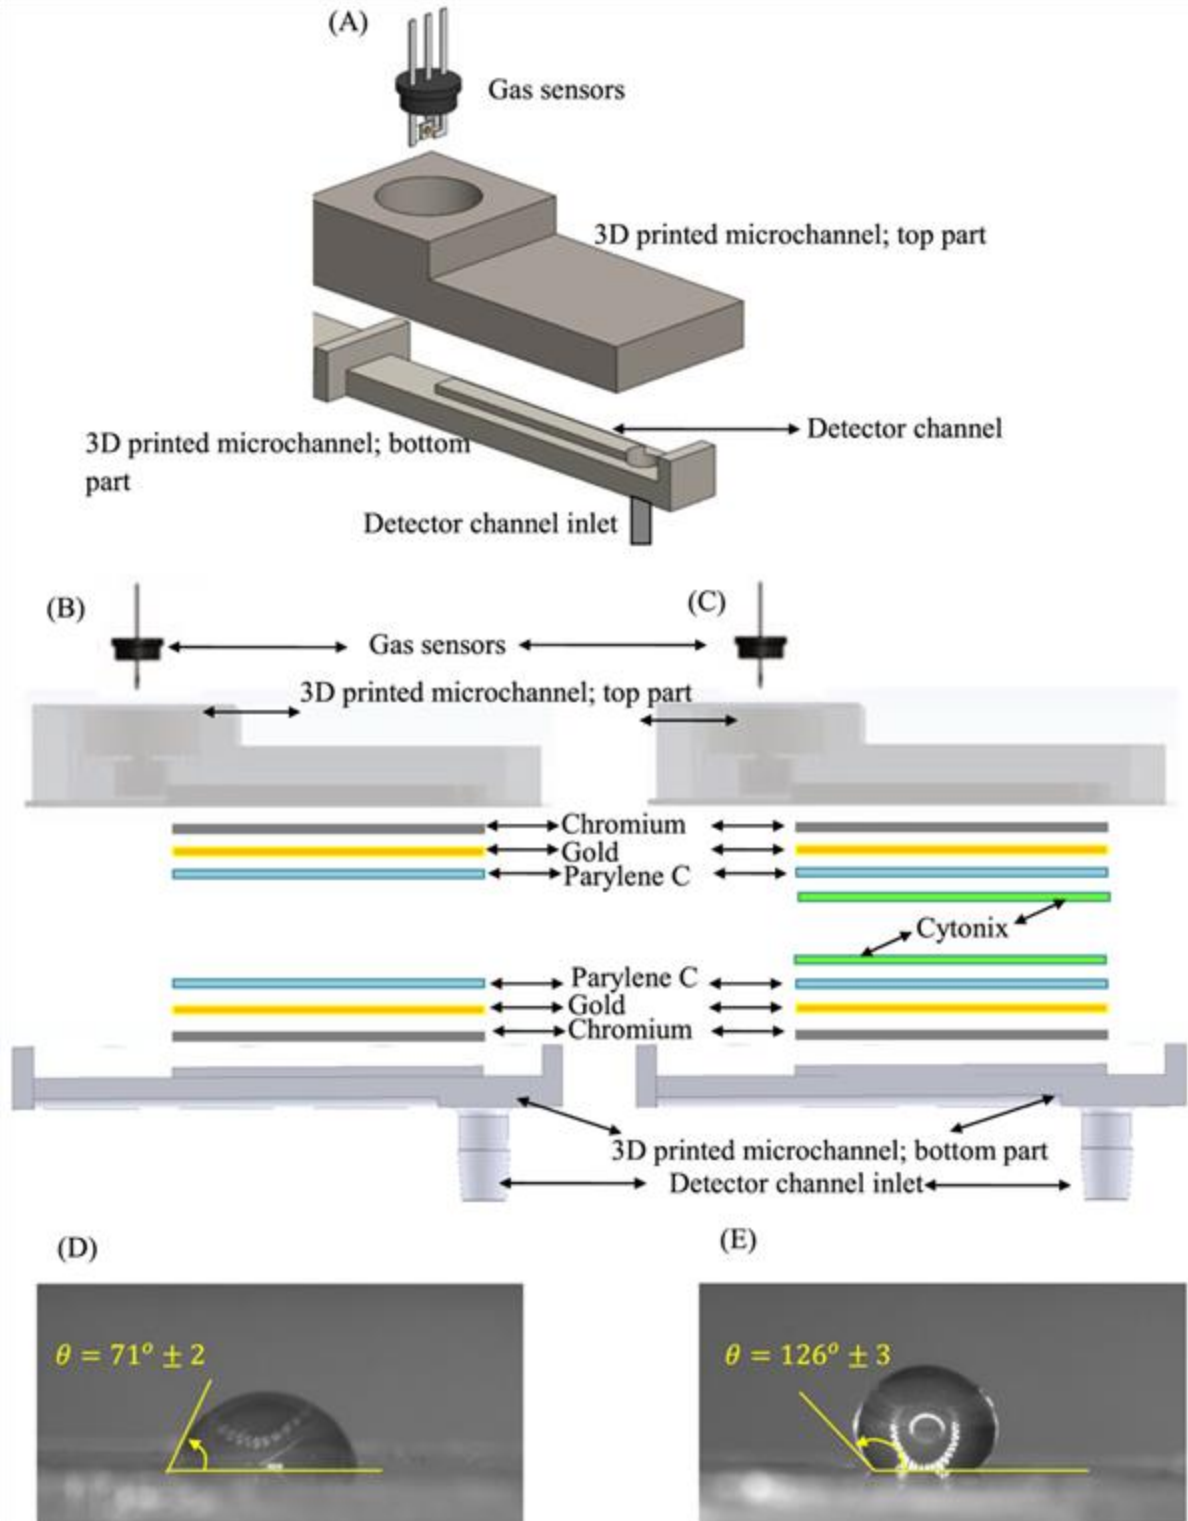 (A)
Gas sensors
3D printed microchannel; top part
Detector channel
3D printed microchannel; bottom
part
Detector channel inlet
(B)
(C)
Gas sensors
3D printed microchannel; top part
Chromium
Gold
Parylene C
Cytonix
Parylene C
Gold
Chromium
3D printed microchannel; bottom part
Detector channel inlet
(D)
(E)
θ = 71° ± 2
θ = 126° ± 3